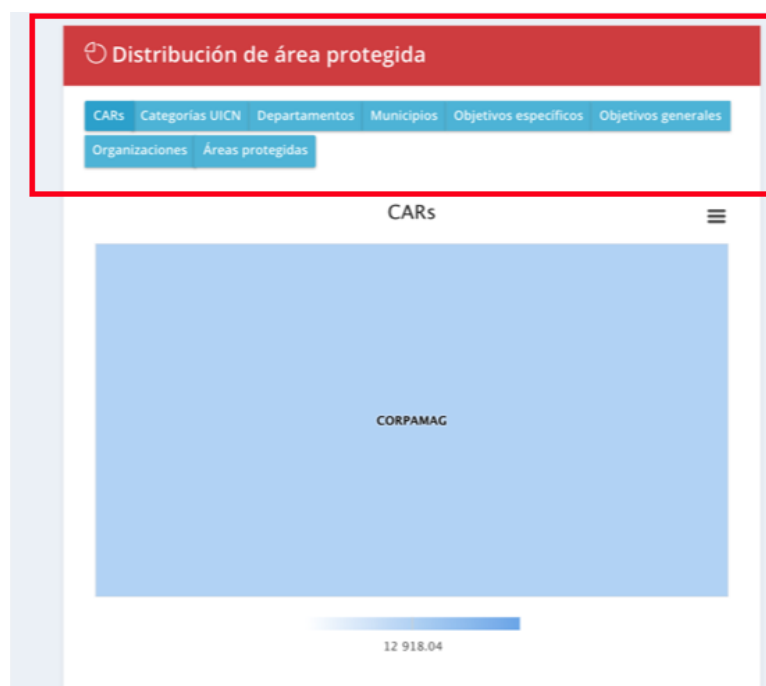 Distribución de área protegida
CARs Categorías UICN Departamentos Municipios Objetivos específicos Objetivos generales
Organizaciones Áreas protegidas
CARs
CORPAMAG
12 918.04